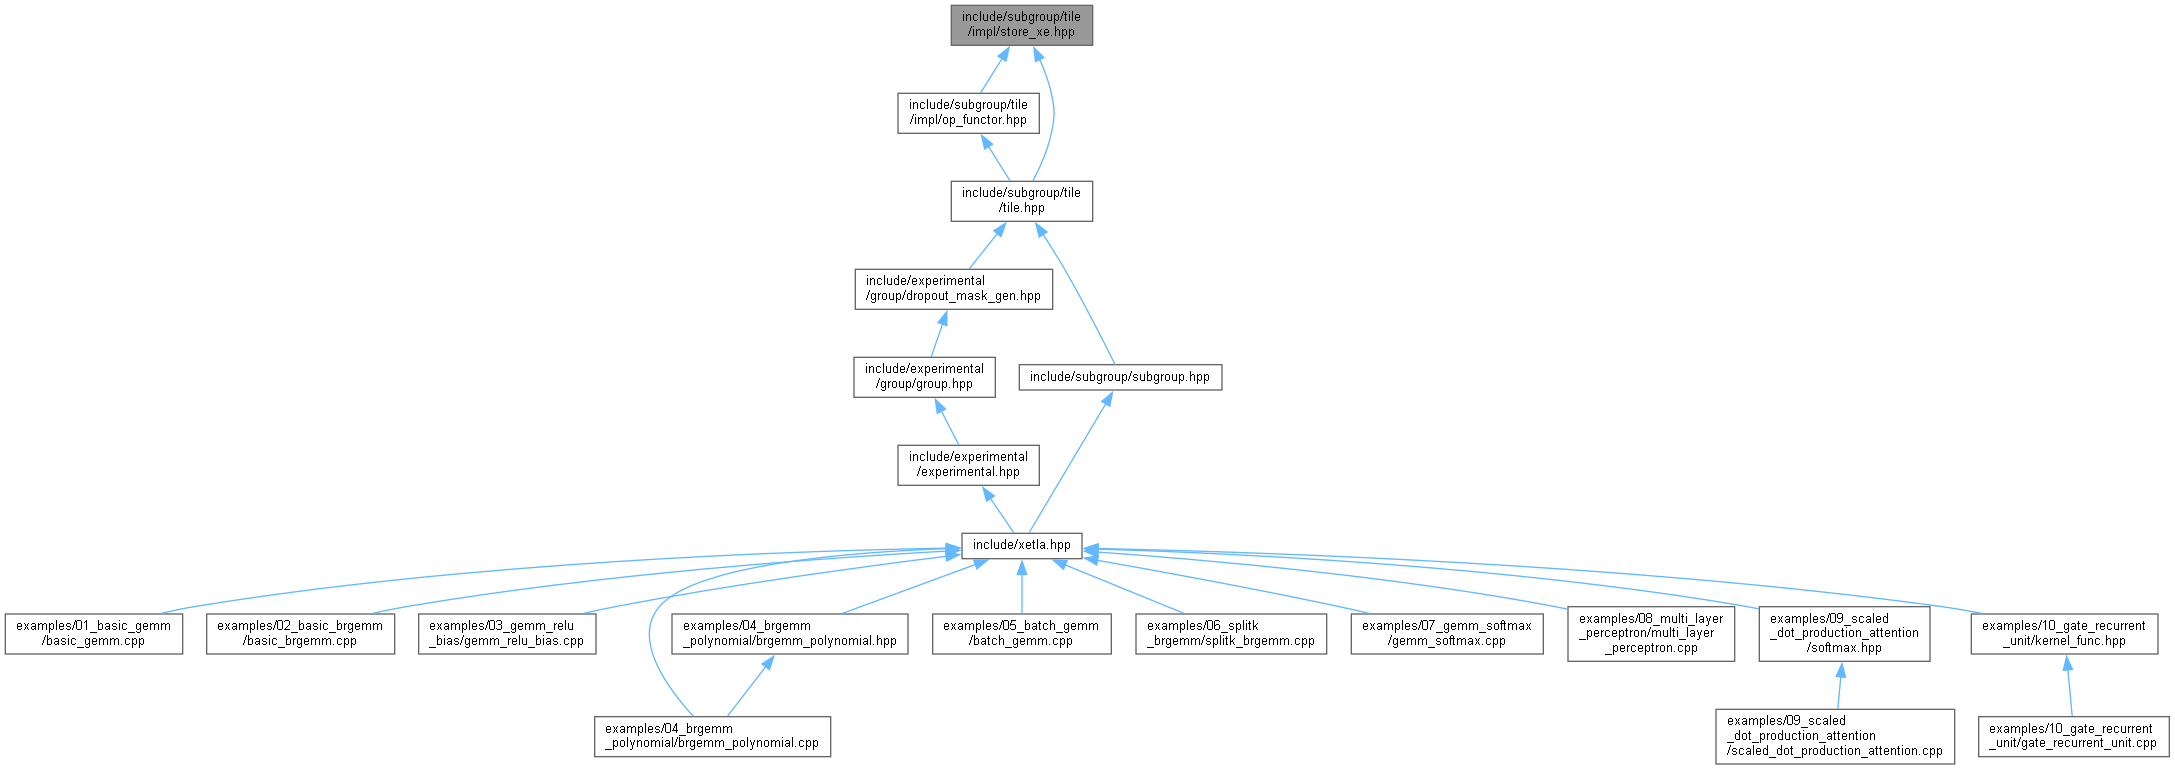 include/subgroup/tile
/impl/store_xe.hpp
include/subgroup/tile
/impl/op_functor.hpp
include/subgroup/tile
/tile.hpp
include/experimental
/group/dropout_mask_gen.hpp
include/experimental
/group/group.hpp
include/subgroup/subgroup.hpp
include/experimental
/experimental.hpp
include/xetla.hpp
examples/01_basic_gemm
/basic_gemm.cpp
examples/02_basic_brgemm
/basic_brgemm.cpp
examples/03_gemm_relu
_bias/gemm_relu_bias.cpp
examples/04_brgemm
_polynomial/brgemm_polynomial.hpp
examples/05_batch_gemm
/batch_gemm.cpp
examples/06_splitk
_brgemm/splitk_brgemm.cpp
examples/07_gemm_softmax
/gemm_softmax.cpp
examples/08_multi_layer
_perceptron/multi_layer
_perceptron.cpp
examples/09_scaled
_dot_production_attention
/softmax.hpp
examples/10_gate_recurrent
_unit/kernel_func.hpp
examples/04_brgemm
_polynomial/brgemm_polynomial.cpp
examples/09_scaled
_dot_production_attention
/scaled_dot_production_attention.cpp
examples/10_gate_recurrent
_unit/gate_recurrent_unit.cpp